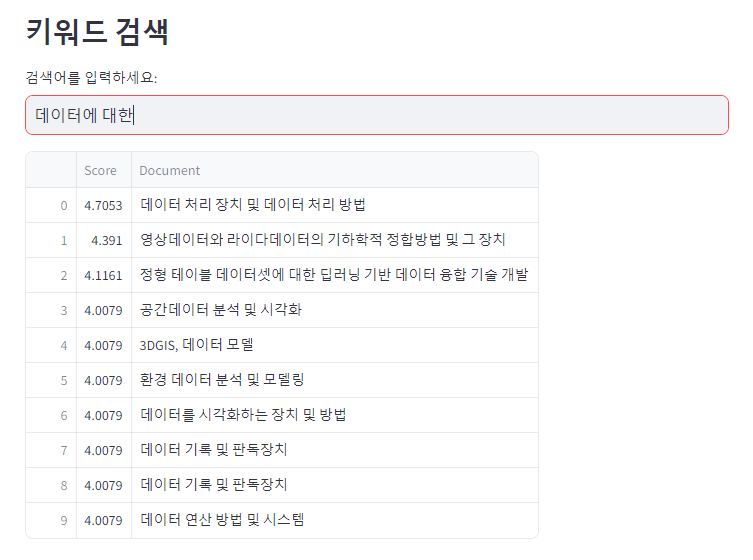 키워드 검색
검색어를 입력하세요:
데이터에 대한
Score Document
0 4.7053 데이터 처리 장치 및 데이터 처리 방법
1 4.391 영상데이터와 라이다데이터의 기하학적 정합방법 및 그 장치
2 4.1161 정형 테이블 데이터셋에 대한 딥러닝 기반 데이터 융합 기술 개발
3 4.0079 공간데이터 분석 및 시각화
4 4.0079 3DGIS, 데이터 모델
5 4.0079 환경 데이터 분석 및 모델링
6 4.0079 데이터를 시각화하는 장치 및 방법
7 4.0079 데이터 기록 및 판독장치
8 4.0079 데이터 기록 및 판독장치
9 4.0079 데이터 연산 방법 및 시스템